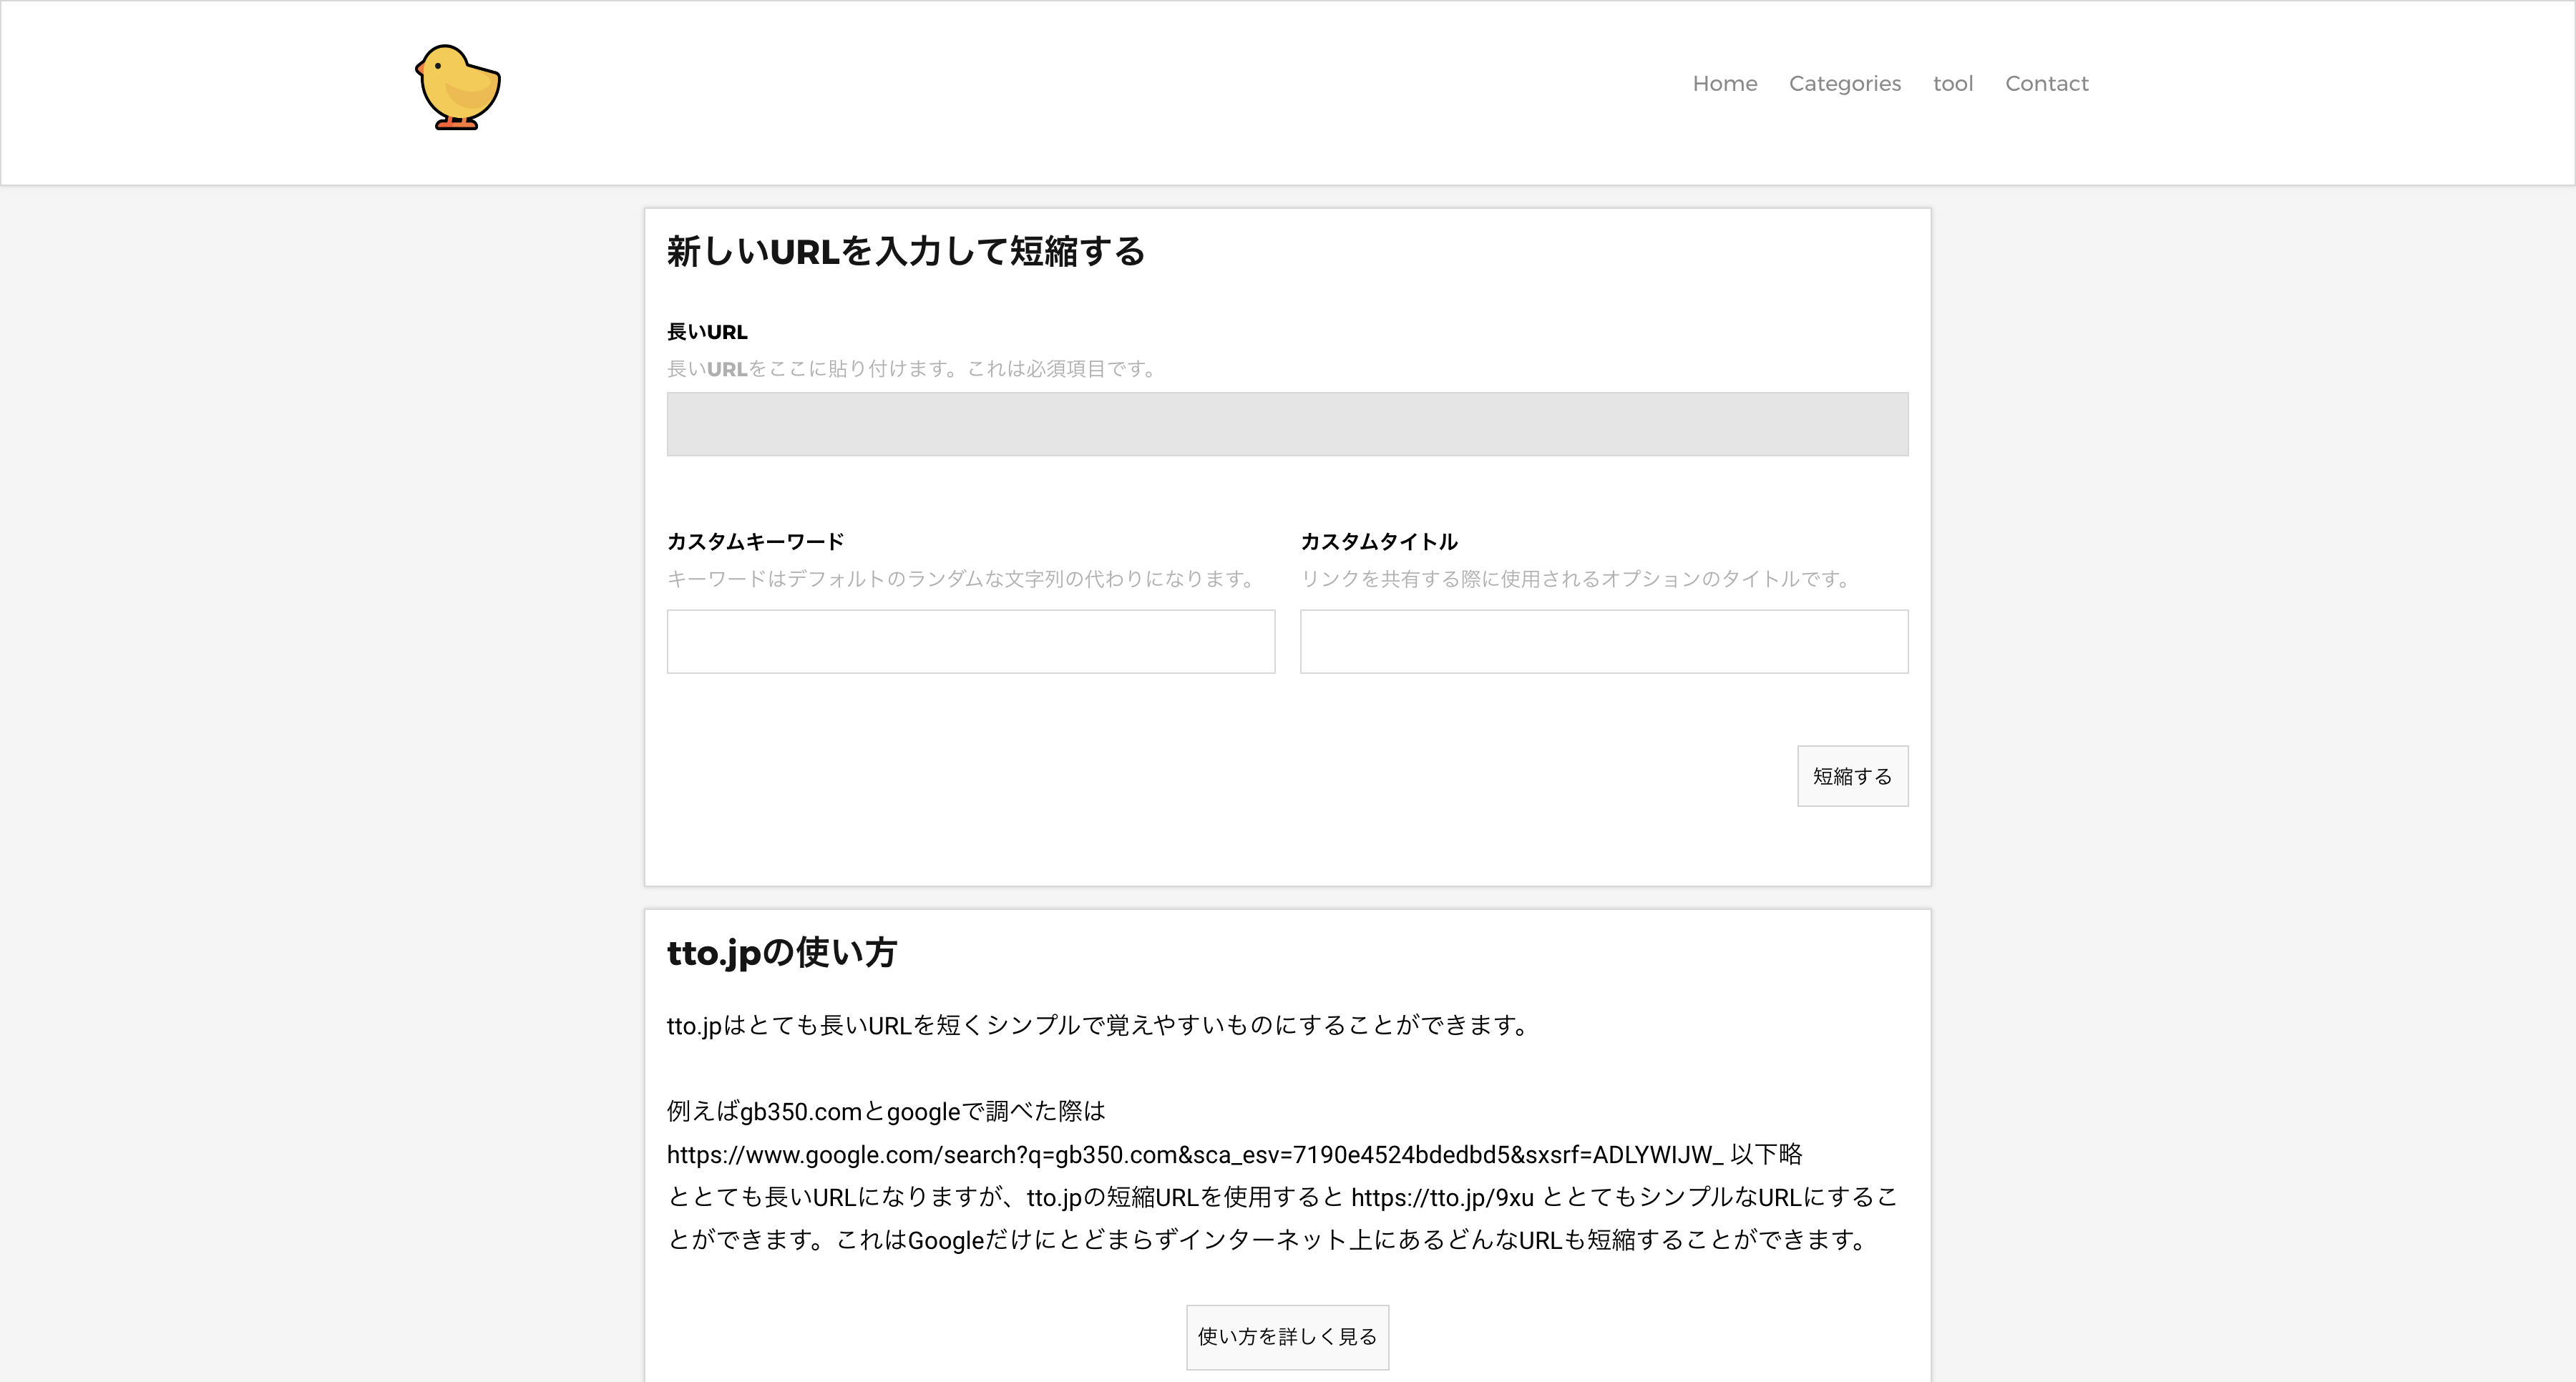 Home Categories tool Contact
新しいURLを入力して短縮する
長いURL
長いURLをここに貼り付けます。これは必須項目です。
カスタムキーワード
キーワードはデフォルトのランダムな文字列の代わりになります。
カスタムタイトル
リンクを共有する際に使用されるオプションのタイトルです。
短縮する
tto.jpの使い方
tto.jpはとても長いURLを短くシンプルで覚えやすいものにすることができます。
例えばgb350.comとgoogleで調べた際は
https://www.google.com/search?q=gb350.com&sca_esv=7190e4524bdedbd5&sxsrf=ADLYWIJW_ 以下略
ととても長いURLになりますが、tto.jpの短縮URLを使用すると https://tto.jp/9xu ととてもシンプルなURLにするこ
とができます。これはGoogleだけにとどまらずインターネット上にあるどんなURLも短縮することができます。
使い方を詳しく見る